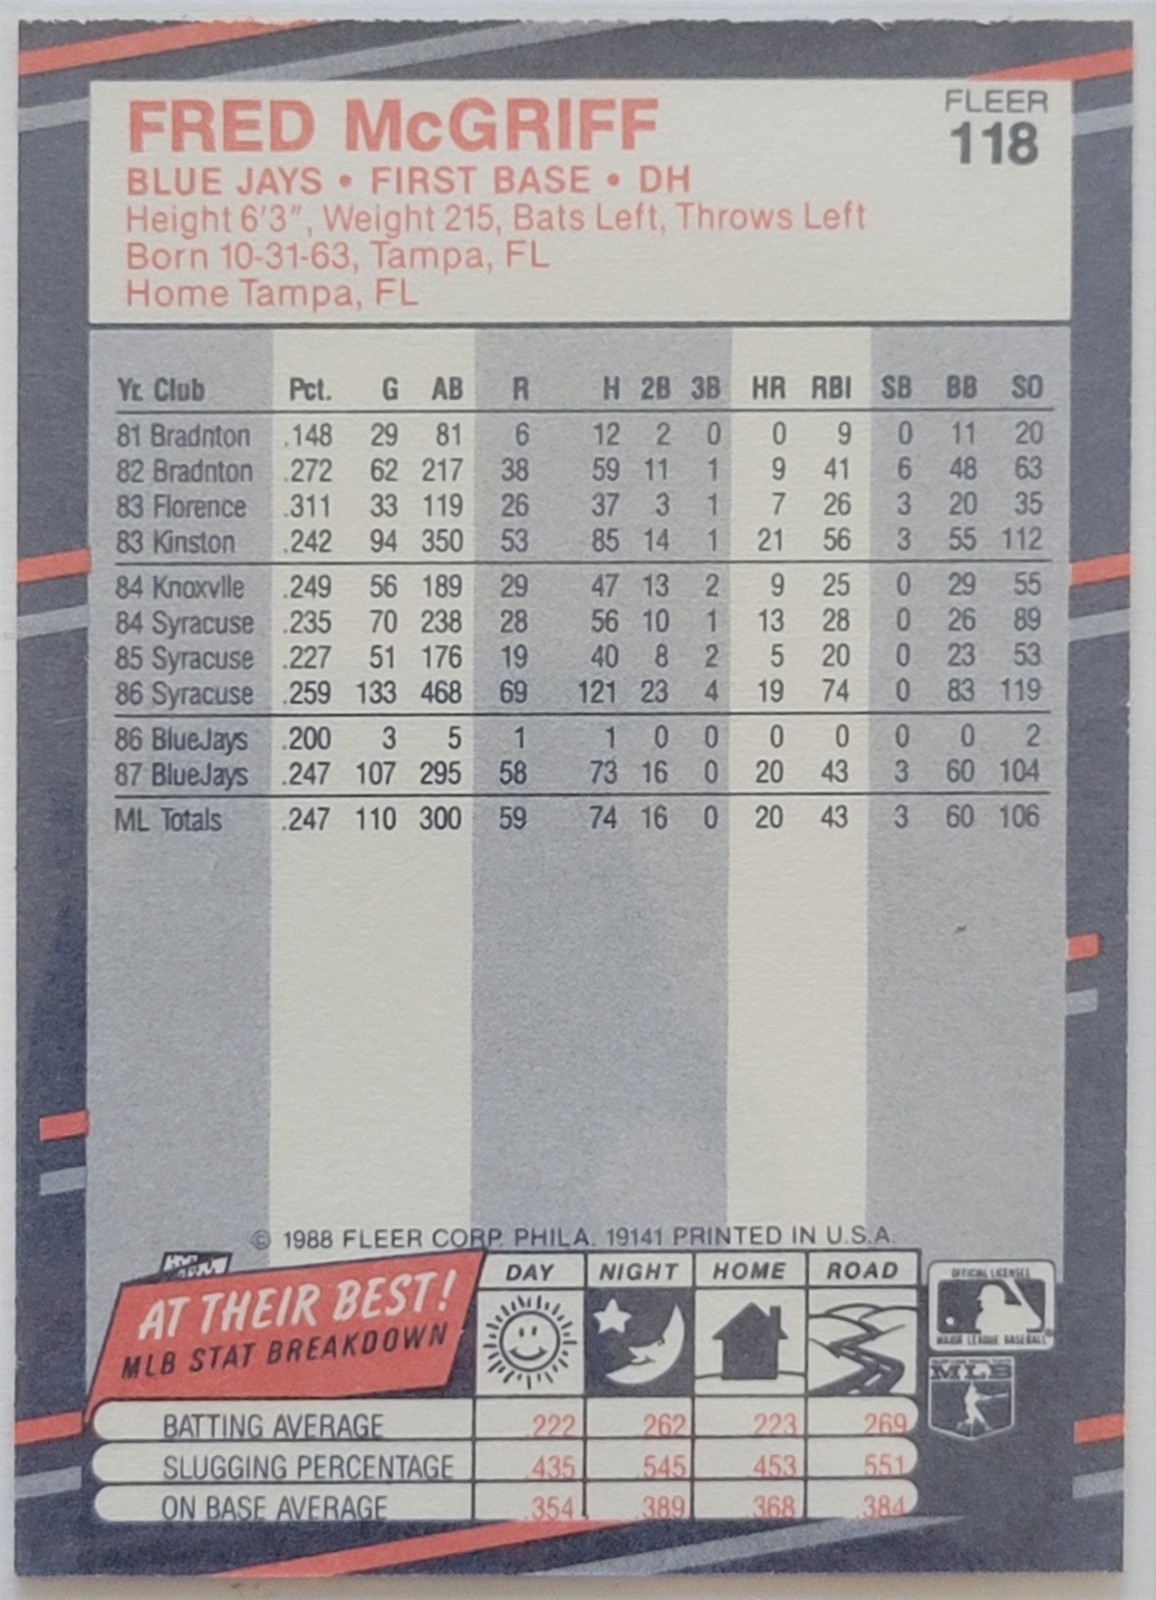 FRED McGRIFF
FLEER
118
BLUE JAYS • FIRST BASE • DH
Height 6'3", Weight 215, Bats Left, Throws Left
Born 10-31-63, Tampa, FL
Home Tampa, FL
Yr. Club Pct. G AB R H 2B 3B HR RBI SB BB SO
81 Bradnton .148 29 81 6 12 2 0 0 9 0 11 20
82 Bradnton .272 62 217 38 59 11 1 9 41 6 48 63
83 Florence .311 33 119 26 37 3 1 7 26 3 20 35
83 Kinston .242 94 350 53 85 14 1 21 56 3 55 112
84 Knoxvlle .249 56 189 29 47 13 2 9 25 0 29 55
84 Syracuse .235 70 238 28 56 10 1 13 28 0 26 89
85 Syracuse .227 51 176 19 40 8 2 5 20 0 23 53
86 Syracuse .259 133 468 69 121 23 4 19 74 0 83 119
86 BlueJays .200 3 5 1 1 0 0 0 0 0 0 2
87 BlueJays .247 107 295 58 73 16 0 20 43 3 60 104
ML Totals .247 110 300 59 74 16 0 20 43 3 60 106
© 1988 FLEER CORP. PHILA. 19141 PRINTED IN U.S.A.
AT THEIR BEST!
MLB STAT BREAKDOWN
DAY NIGHT HOME ROAD
OFFICIAL LICENSEE
MAJOR LEAGUE BASEBALL
MLB
BATTING AVERAGE .222 .262 .223 .269
SLUGGING PERCENTAGE .435 .545 .453 .551
ON BASE AVERAGE .354 .389 .368 .384